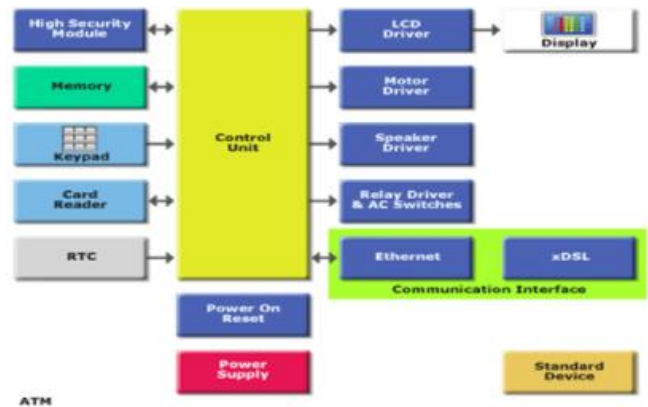 High Security
Module
LCD
Driver
Display
Memory
Motor
Driver
Keypad
Control
Unit
Speaker
Driver
Card
Reader
Relay Driver
& AC Switches
RTC
Ethernet
xDSL
Communication Interface
Power On
Reset
Power
Supply
Standard
Device
ATM